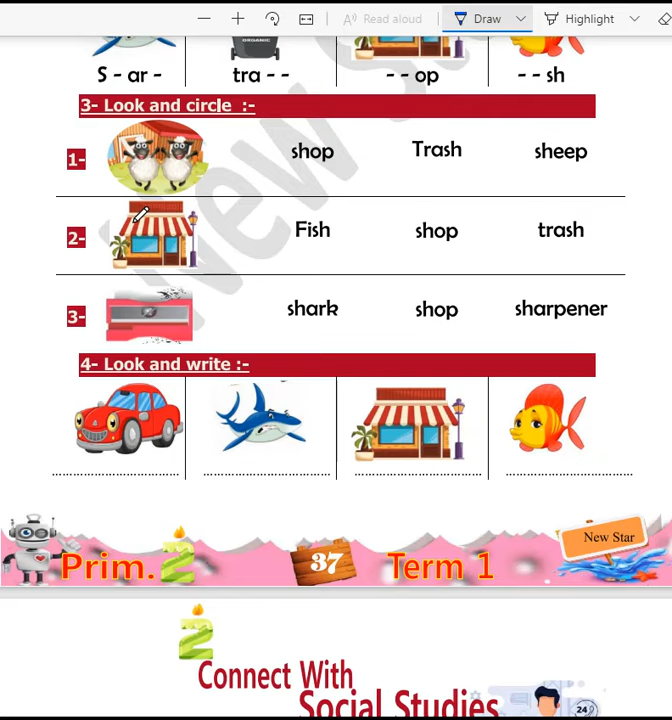 Read aloud Draw Highlight
ORGANIC
S - ar - tra - - - - op - - sh
3- Look and circle :-
1- shop Trash sheep
2- Fish shop trash
3- shark shop sharpener
4- Look and write :-
Prim. 2 37 Term 1 New Star
2
Connect With
Social Studies
24